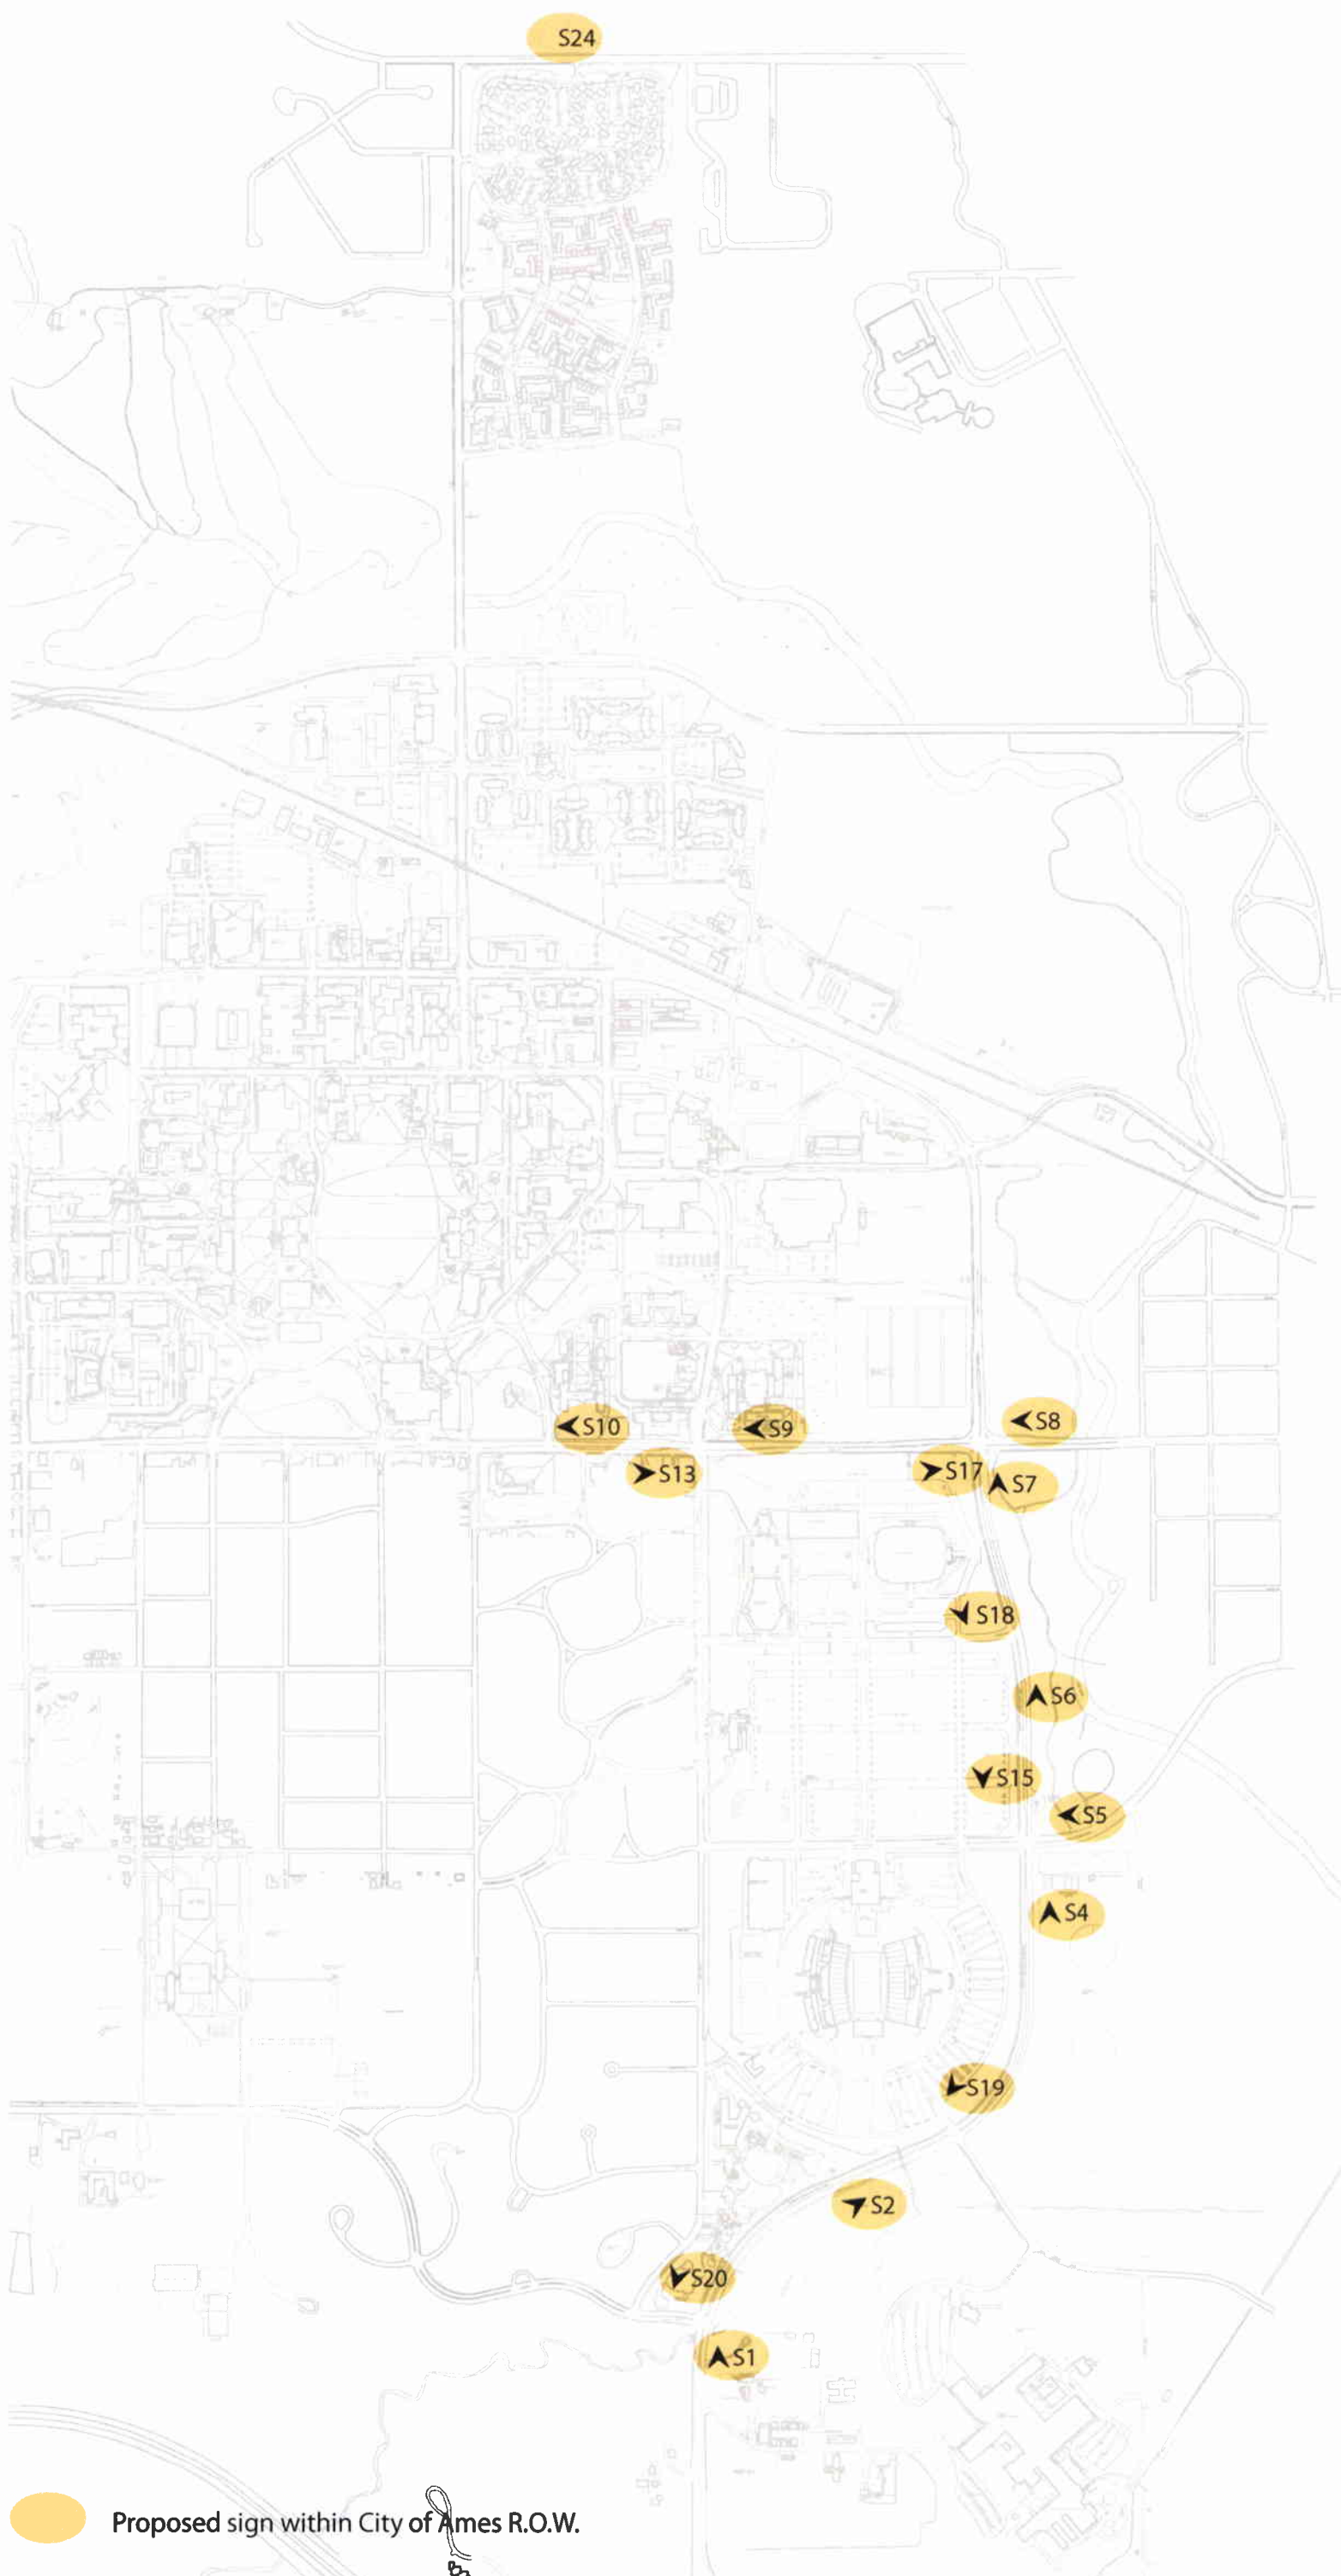 S24
S10
S9
S8
S13
S17
S7
S18
S6
S15
S5
S4
S19
S2
S20
S1
Proposed sign within City of Ames R.O.W.